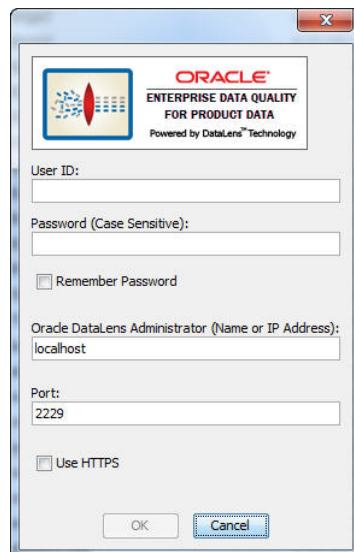 ORACLE®
ENTERPRISE DATA QUALITY
FOR PRODUCT DATA
Powered by DataLens™ Technology
User ID:
Password (Case Sensitive):
Remember Password
Oracle DataLens Administrator (Name or IP Address):
localhost
Port:
2229
Use HTTPS
OK Cancel